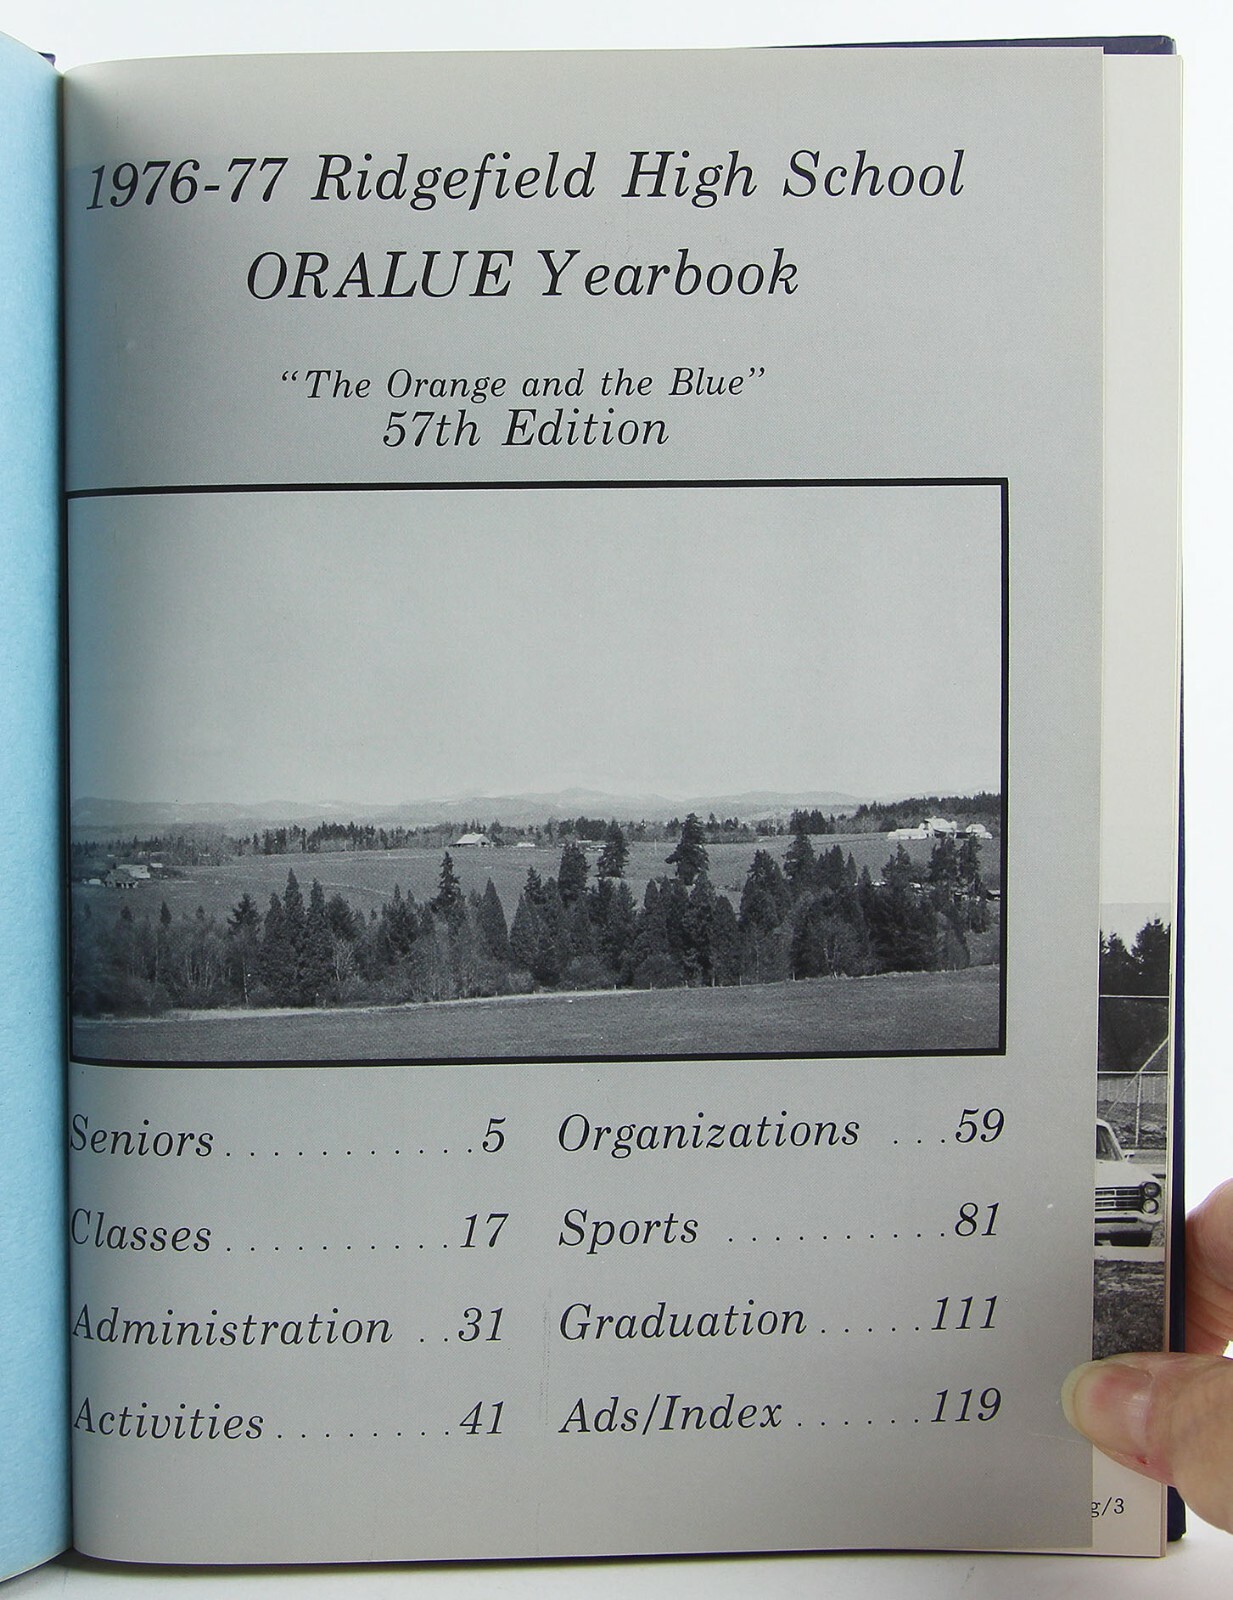 1976-77 Ridgefield High School
ORALUE Yearbook
“The Orange and the Blue”
57th Edition
Seniors............5
Classes..........17
Administration ..31
Activities........41
Organizations ...59
Sports ..........81
Graduation.....111
Ads/Index......119
g/3